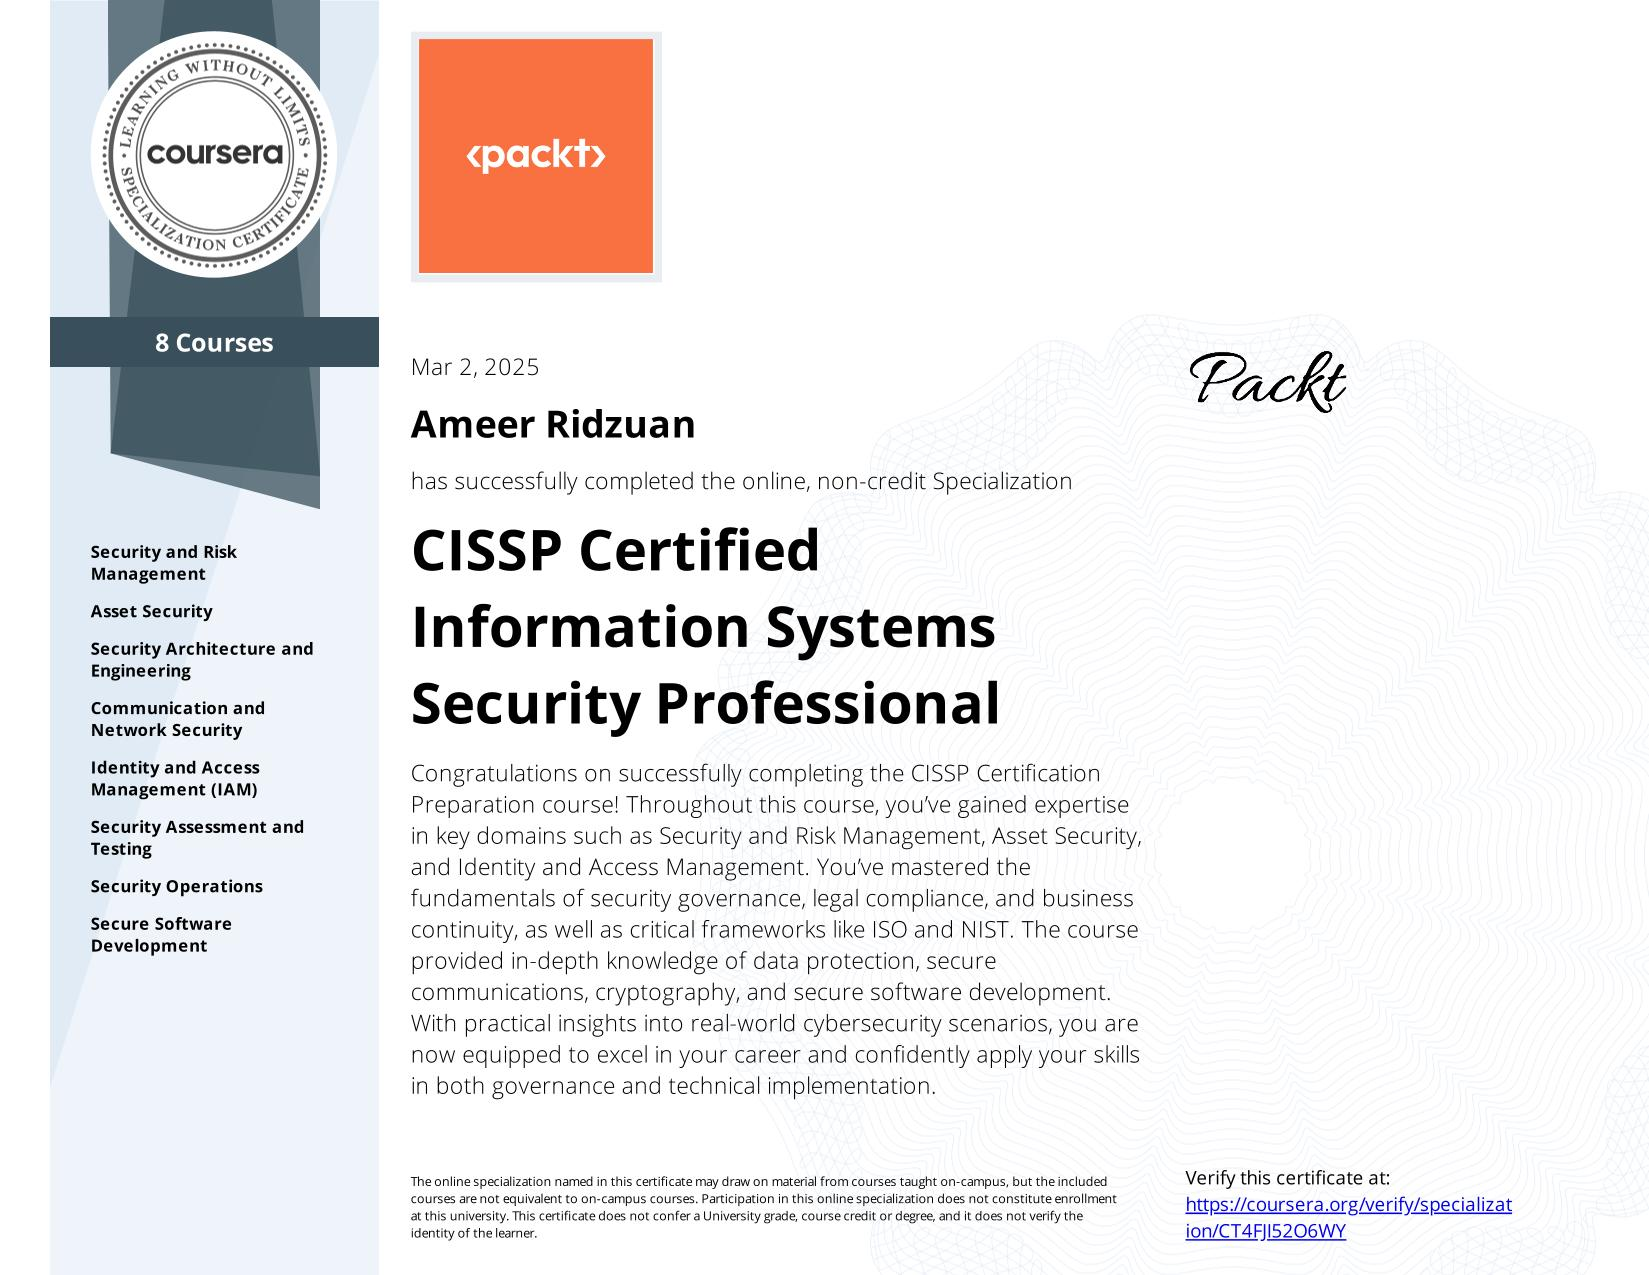 LEARNING WITHOUT LIMITS
coursera
SPECIALIZATION CERTIFICATE
8 Courses
Security and Risk
Management
Asset Security
Security Architecture and
Engineering
Communication and
Network Security
Identity and Access
Management (IAM)
Security Assessment and
Testing
Security Operations
Secure Software
Development
<packt>
Mar 2, 2025
Packt
Ameer Ridzuan
has successfully completed the online, non-credit Specialization
CISSP Certified
Information Systems
Security Professional
Congratulations on successfully completing the CISSP Certification
Preparation course! Throughout this course, you’ve gained expertise
in key domains such as Security and Risk Management, Asset Security,
and Identity and Access Management. You’ve mastered the
fundamentals of security governance, legal compliance, and business
continuity, as well as critical frameworks like ISO and NIST. The course
provided in-depth knowledge of data protection, secure
communications, cryptography, and secure software development.
With practical insights into real-world cybersecurity scenarios, you are
now equipped to excel in your career and confidently apply your skills
in both governance and technical implementation.
The online specialization named in this certificate may draw on material from courses taught on-campus, but the included
courses are not equivalent to on-campus courses. Participation in this online specialization does not constitute enrollment
at this university. This certificate does not confer a University grade, course credit or degree, and it does not verify the
identity of the learner.
Verify this certificate at:
https://coursera.org/verify/specializat
ion/CT4FJI52O6WY